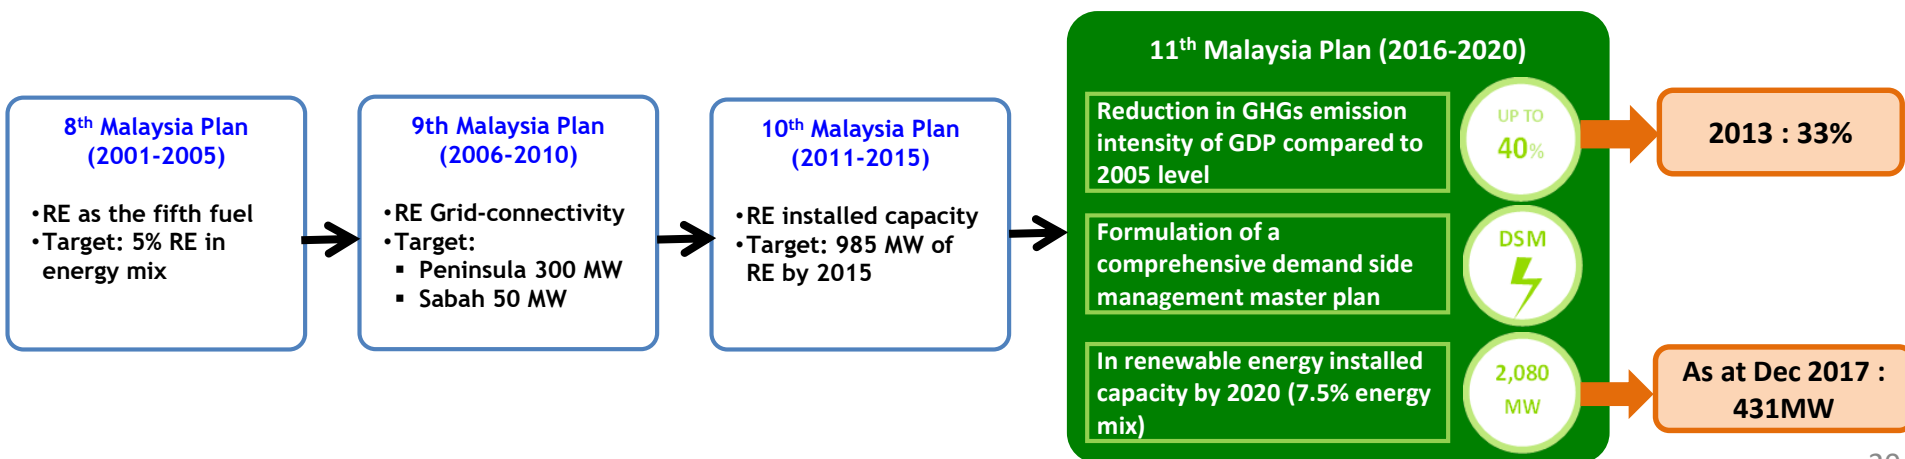 8th Malaysia Plan
(2001-2005)
•RE as the fifth fuel
•Target: 5% RE in
energy mix
9th Malaysia Plan
(2006-2010)
•RE Grid-connectivity
•Target:
▪ Peninsula 300 MW
▪ Sabah 50 MW
10th Malaysia Plan
(2011-2015)
•RE installed capacity
•Target: 985 MW of
RE by 2015
11th Malaysia Plan (2016-2020)
Reduction in GHGs emission
intensity of GDP compared to
2005 level
UP TO
40%
2013 : 33%
Formulation of a
comprehensive demand side
management master plan
DSM
In renewable energy installed
capacity by 2020 (7.5% energy
mix)
2,080
MW
As at Dec 2017 :
431MW